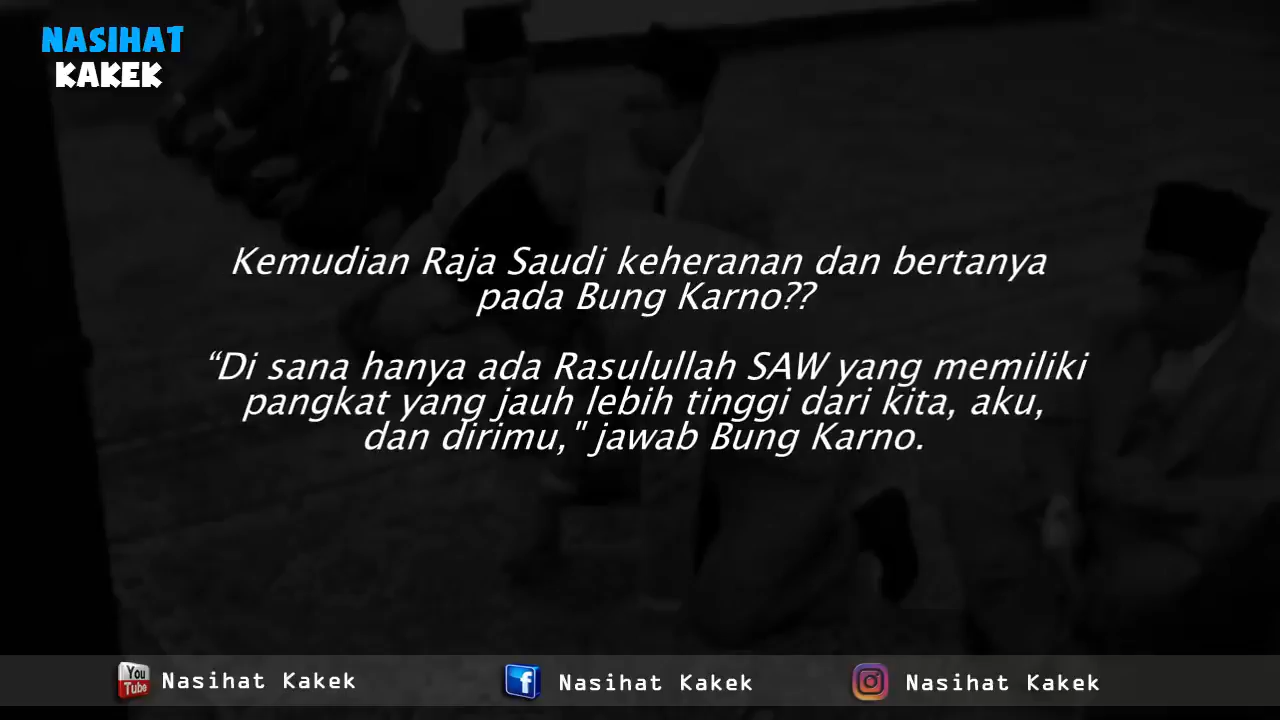 NASIHAT
KAKEK
Kemudian Raja Saudi keheranan dan bertanya
pada Bung Karno??
“Di sana hanya ada Rasulullah SAW yang memiliki
pangkat yang jauh lebih tinggi dari kita, aku,
dan dirimu," jawab Bung Karno.
You Tube Nasihat Kakek
f Nasihat Kakek
Nasihat Kakek